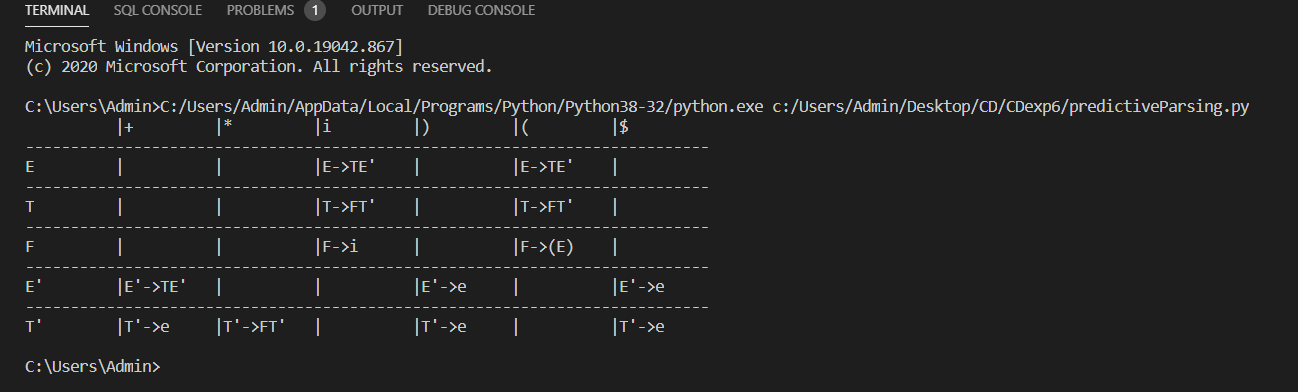 TERMINAL SQL CONSOLE PROBLEMS 1 OUTPUT DEBUG CONSOLE
Microsoft Windows [Version 10.0.19042.867]
(c) 2020 Microsoft Corporation. All rights reserved.
C:\Users\Admin>C:/Users/Admin/AppData/Local/Programs/Python/Python38-32/python.exe c:/Users/Admin/Desktop/CD/CDexp6/predictiveParsing.py
          |+         |*         |i         |)         |(         |$
---------------------------------------------------------------------------
E         |          |          |E->TE'    |          |E->TE'    |
---------------------------------------------------------------------------
T         |          |          |T->FT'    |          |T->FT'    |
---------------------------------------------------------------------------
F         |          |          |F->i      |          |F->(E)    |
---------------------------------------------------------------------------
E'        |E'->TE'   |          |          |E'->e     |          |E'->e
---------------------------------------------------------------------------
T'        |T'->e     |T'->FT'   |          |T'->e     |          |T'->e
C:\Users\Admin>